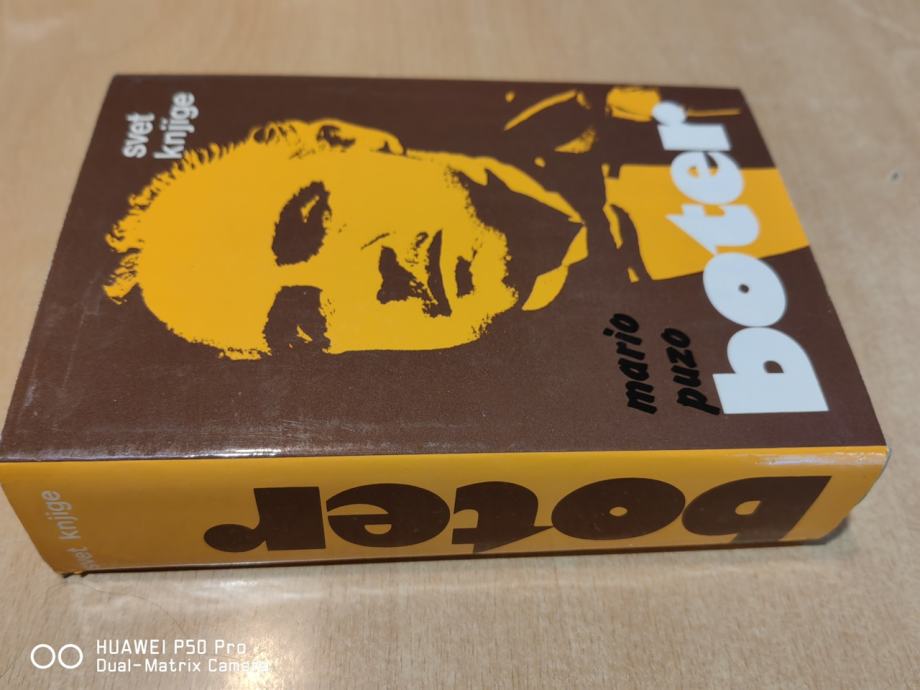 svet
knjige
mario
puzo
boter
boter
svet knjige
HUAWEI P50 Pro
Dual-Matrix Camera